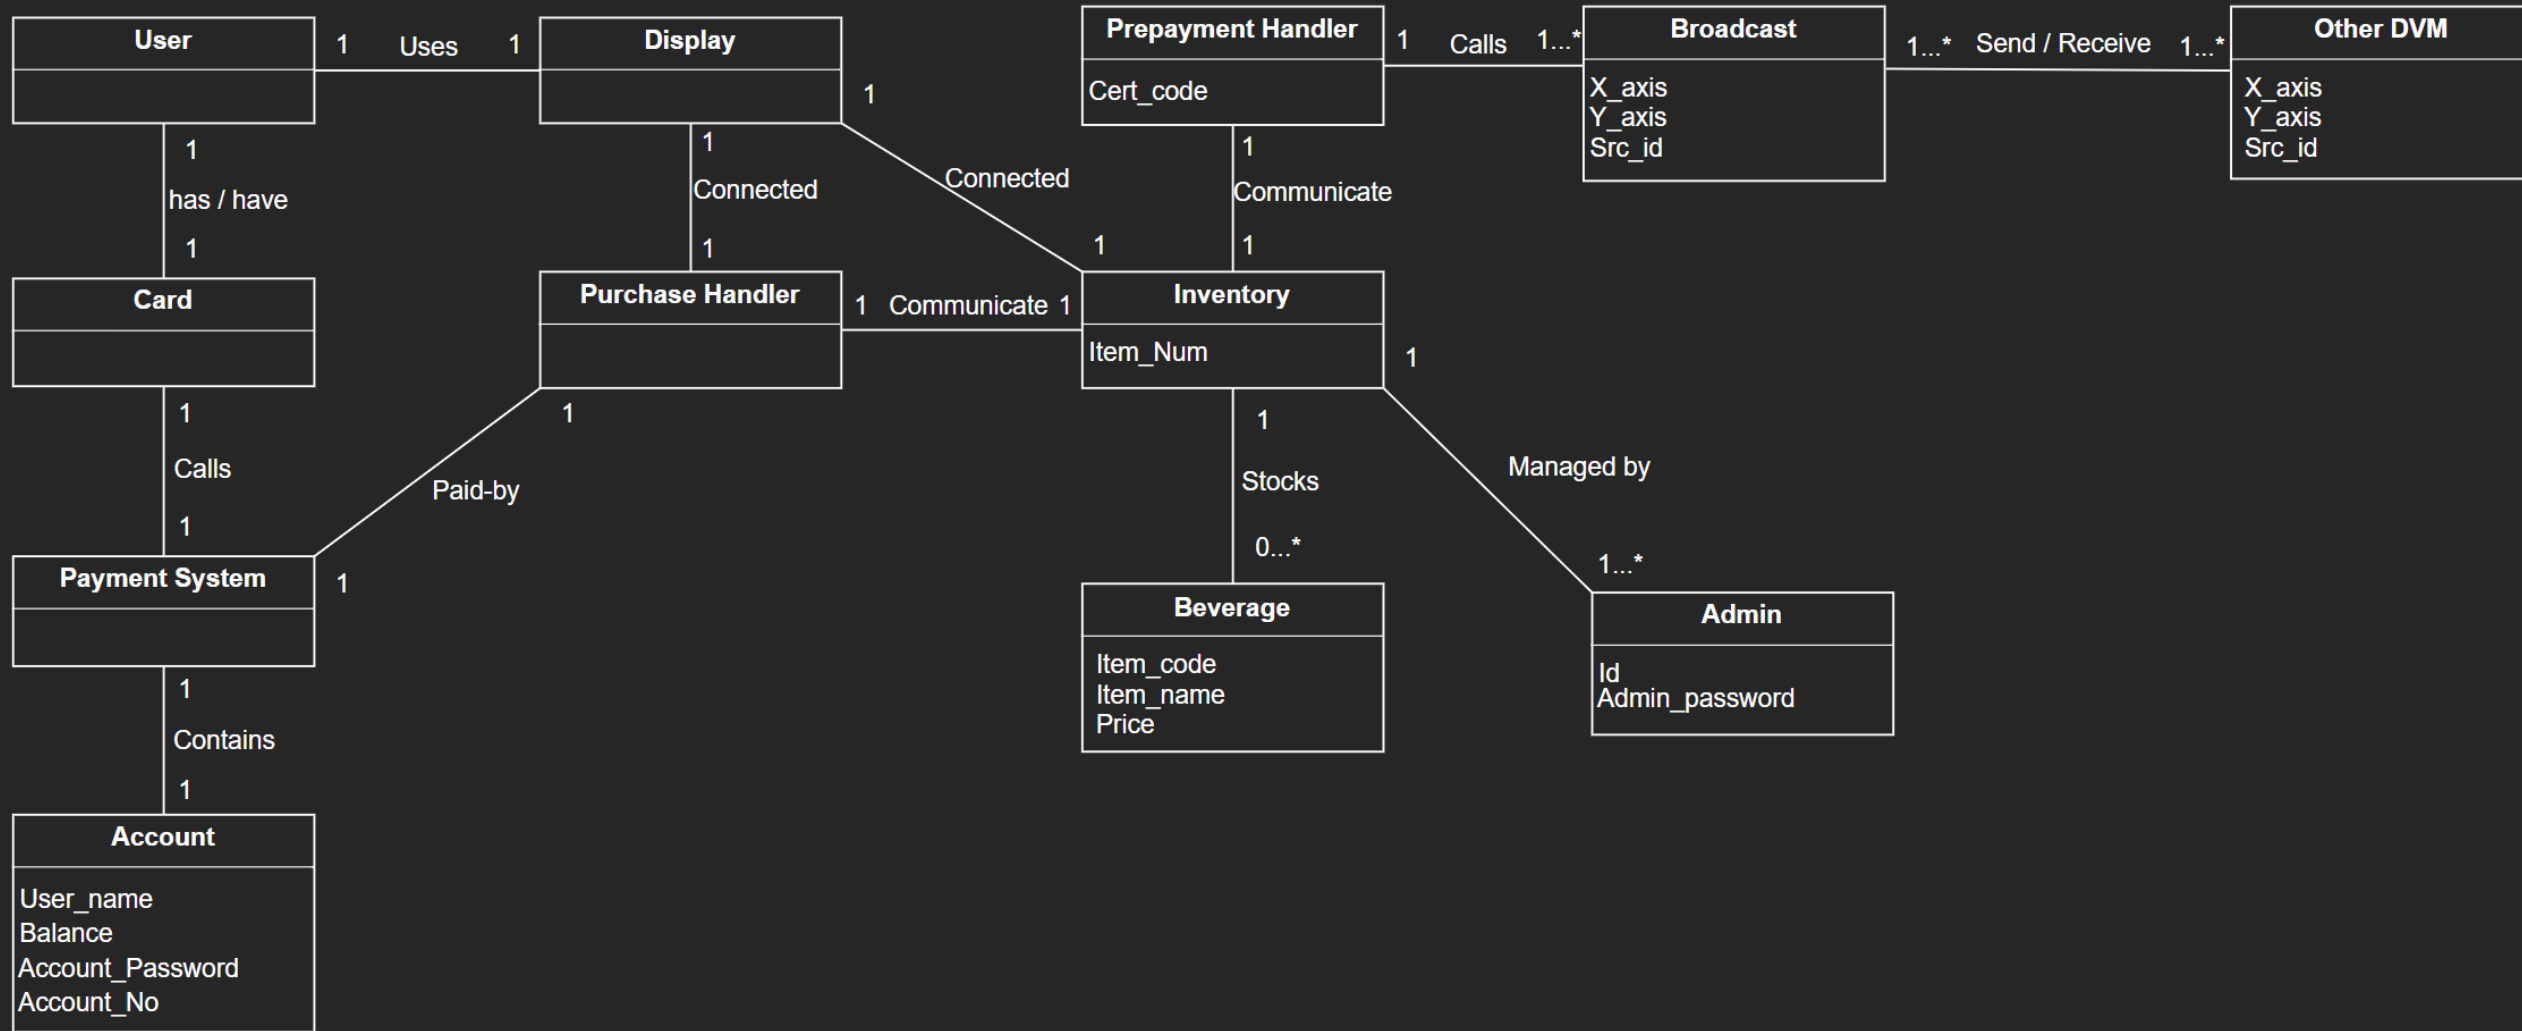 User
1 Uses 1
Display
Prepayment Handler
Cert_code
1 Calls 1...*
Broadcast
X_axis
Y_axis
Src_id
1...* Send / Receive 1...*
Other DVM
X_axis
Y_axis
Src_id
1
has / have
1
1
Connected
1
1
Connected
1
1
Communicate
1
Card
Purchase Handler
1 Communicate 1
Inventory
Item_Num
1
Calls
1
1
Paid-by
1
1
Stocks
0...*
1
Managed by
1...*
Payment System
Beverage
Item_code
Item_name
Price
Admin
Id
Admin_password
1
Contains
1
Account
User_name
Balance
Account_Password
Account_No